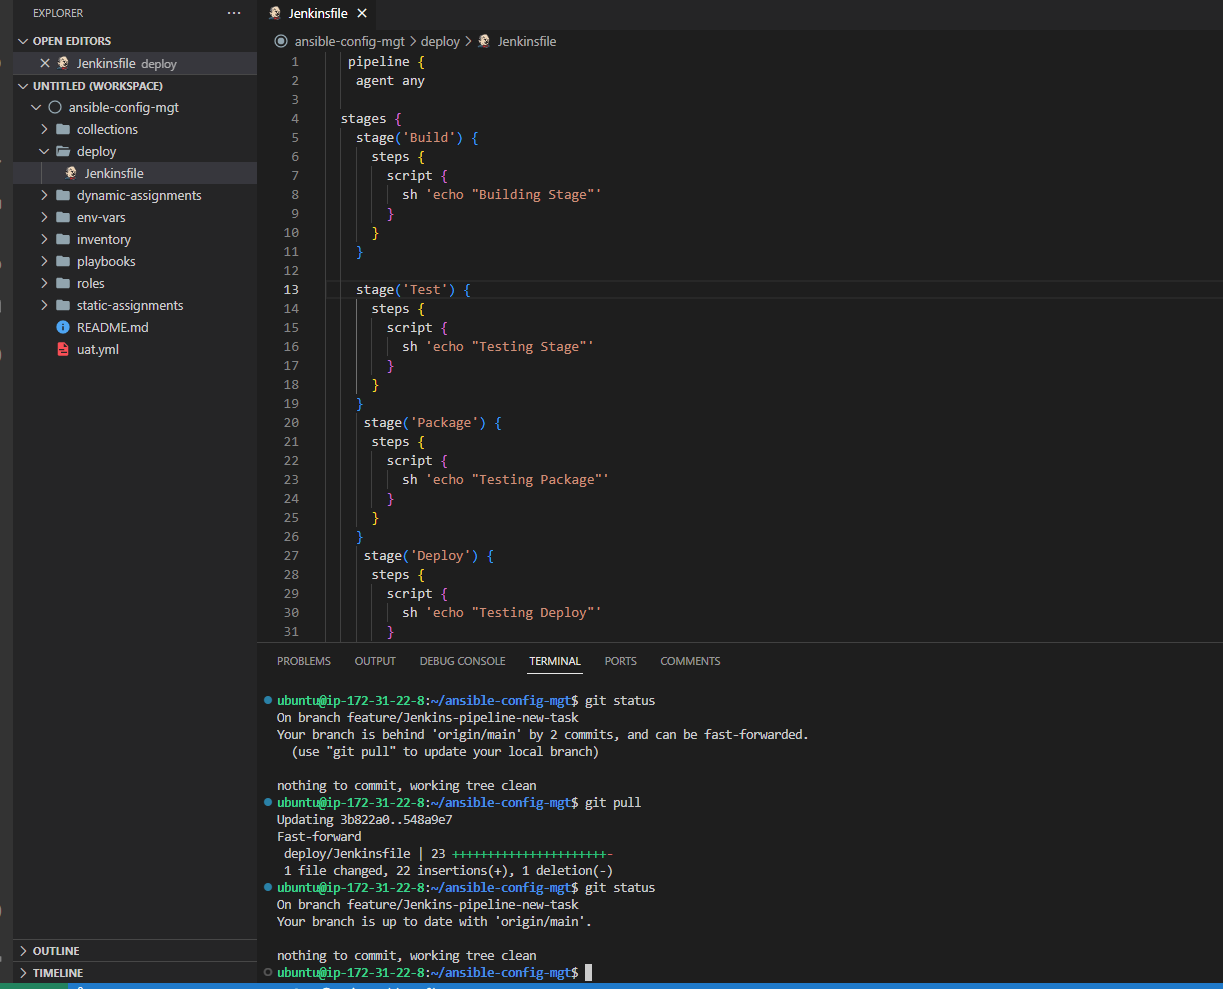 EXPLORER
OPEN EDITORS
Jenkinsfile deploy
UNTITLED (WORKSPACE)
ansible-config-mgt
collections
deploy
Jenkinsfile
dynamic-assignments
env-vars
inventory
playbooks
roles
static-assignments
README.md
uat.yml
OUTLINE
TIMELINE
Jenkinsfile
ansible-config-mgt > deploy > Jenkinsfile
1 pipeline {
2 agent any
3
4 stages {
5 stage('Build') {
6 steps {
7 script {
8 sh 'echo "Building Stage"'
9 }
10 }
11 }
12
13 stage('Test') {
14 steps {
15 script {
16 sh 'echo "Testing Stage"'
17 }
18 }
19 }
20 stage('Package') {
21 steps {
22 script {
23 sh 'echo "Testing Package"'
24 }
25 }
26 }
27 stage('Deploy') {
28 steps {
29 script {
30 sh 'echo "Testing Deploy"'
31 }
PROBLEMS OUTPUT DEBUG CONSOLE TERMINAL PORTS COMMENTS
ubuntu@ip-172-31-22-8:~/ansible-config-mgt$ git status
On branch feature/Jenkins-pipeline-new-task
Your branch is behind 'origin/main' by 2 commits, and can be fast-forwarded.
(use "git pull" to update your local branch)
nothing to commit, working tree clean
ubuntu@ip-172-31-22-8:~/ansible-config-mgt$ git pull
Updating 3b822a0..548a9e7
Fast-forward
deploy/Jenkinsfile | 23 ++++++++++++++++++++++-
1 file changed, 22 insertions(+), 1 deletion(-)
ubuntu@ip-172-31-22-8:~/ansible-config-mgt$ git status
On branch feature/Jenkins-pipeline-new-task
Your branch is up to date with 'origin/main'.
nothing to commit, working tree clean
ubuntu@ip-172-31-22-8:~/ansible-config-mgt$